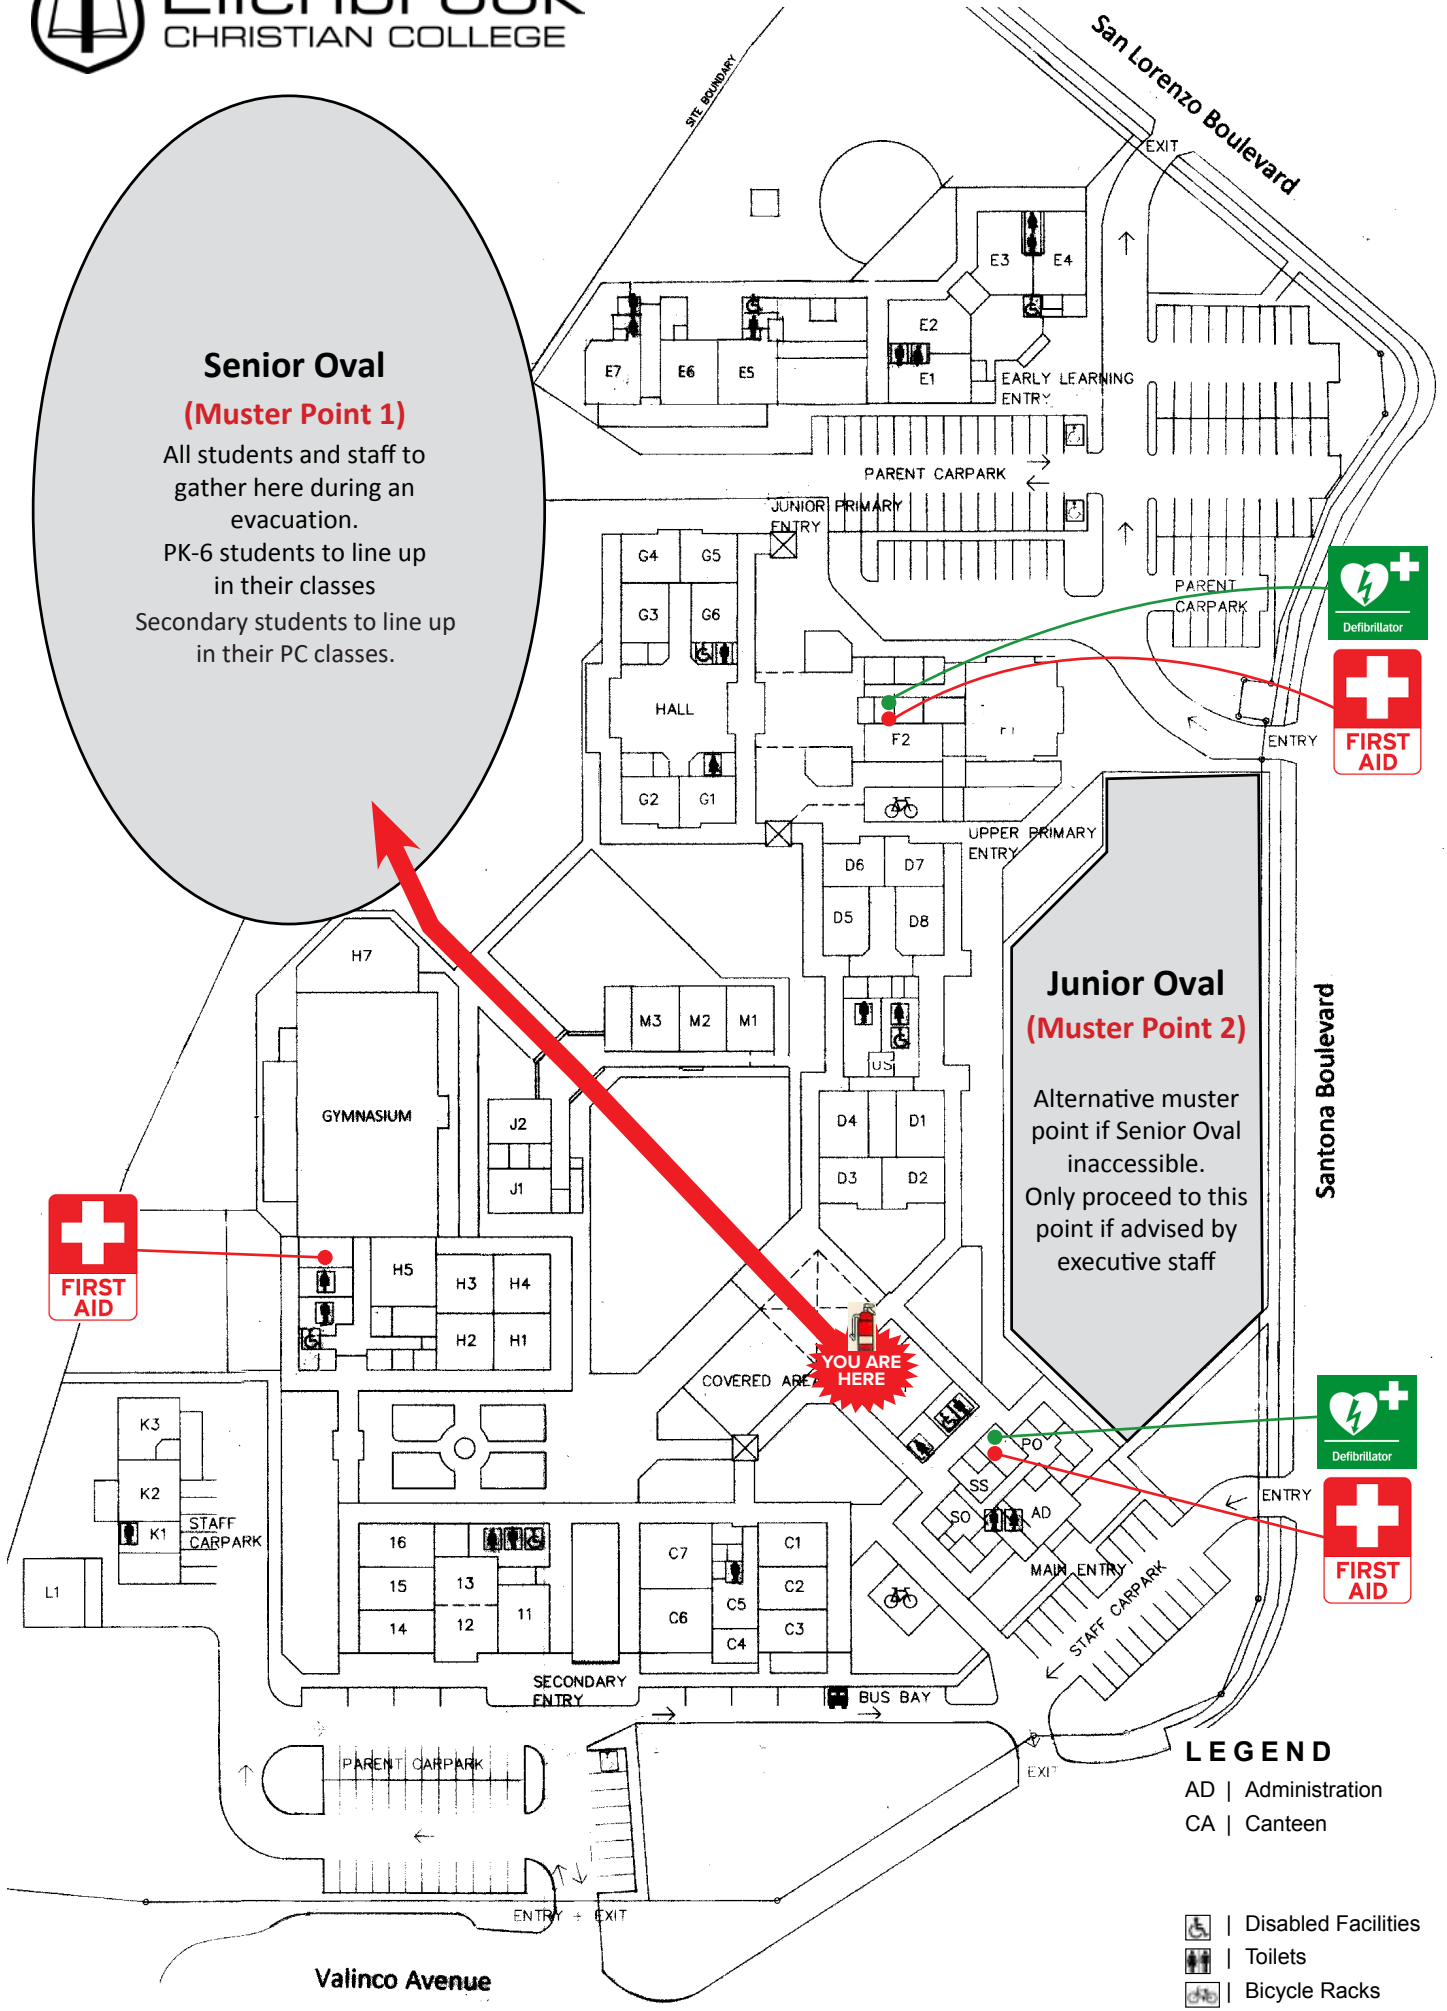 CHRISTIAN COLLEGE
San Lorenzo Boulevard
SITE BOUNDARY
EXIT
E3
E4
E2
E1
E7
E6
E5
EARLY LEARNING
ENTRY
Senior Oval
(Muster Point 1)
All students and staff to
gather here during an
evacuation.
PK-6 students to line up
in their classes
Secondary students to line up
in their PC classes.
PARENT CARPARK
JUNIOR PRIMARY
ENTRY
G4
G5
G3
G6
PARENT
CARPARK
Defibrillator
FIRST
AID
HALL
F2
ENTRY
G2
G1
UPPER PRIMARY
ENTRY
D6
D7
D5
D8
H7
Junior Oval
(Muster Point 2)
Alternative muster
point if Senior Oval
inaccessible.
Only proceed to this
point if advised by
executive staff
Santona Boulevard
M3
M2
M1
US
GYMNASIUM
J2
J1
D4
D1
D3
D2
FIRST
AID
H5
H3
H4
H2
H1
YOU ARE
HERE
COVERED AREA
K3
K2
K1
STAFF
CARPARK
L1
PO
SS
SO
AD
MAIN ENTRY
STAFF CARPARK
ENTRY
Defibrillator
FIRST
AID
16
15
14
13
12
11
C7
C6
C5
C4
C1
C2
C3
SECONDARY
ENTRY
BUS BAY
PARENT CARPARK
EXIT
ENTRY + EXIT
Valinco Avenue
LEGEND
AD | Administration
CA | Canteen
| Disabled Facilities
| Toilets
| Bicycle Racks